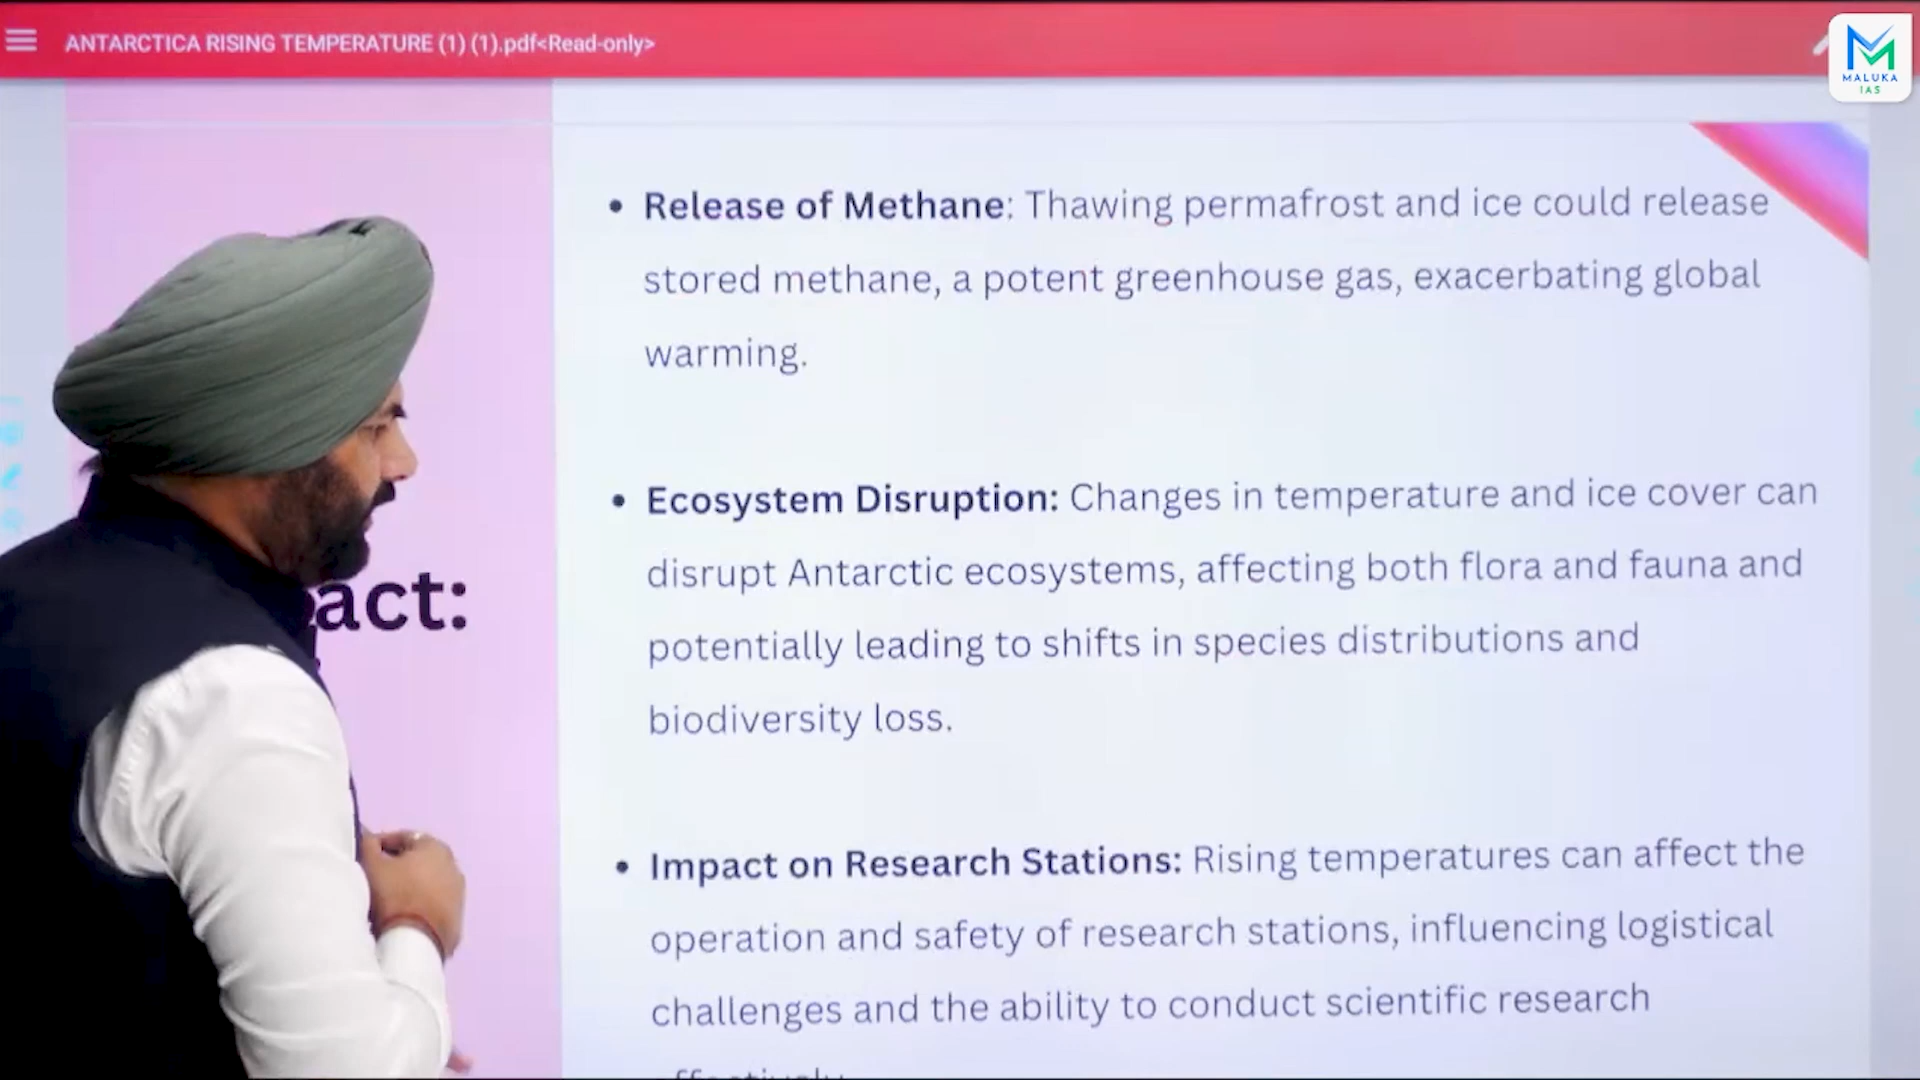 ANTARCTICA RISING TEMPERATURE (1) (1).pdf<Read-only>
MALUKA
IAS
act:
• Release of Methane: Thawing permafrost and ice could release
stored methane, a potent greenhouse gas, exacerbating global
warming.
• Ecosystem Disruption: Changes in temperature and ice cover can
disrupt Antarctic ecosystems, affecting both flora and fauna and
potentially leading to shifts in species distributions and
biodiversity loss.
• Impact on Research Stations: Rising temperatures can affect the
operation and safety of research stations, influencing logistical
challenges and the ability to conduct scientific research